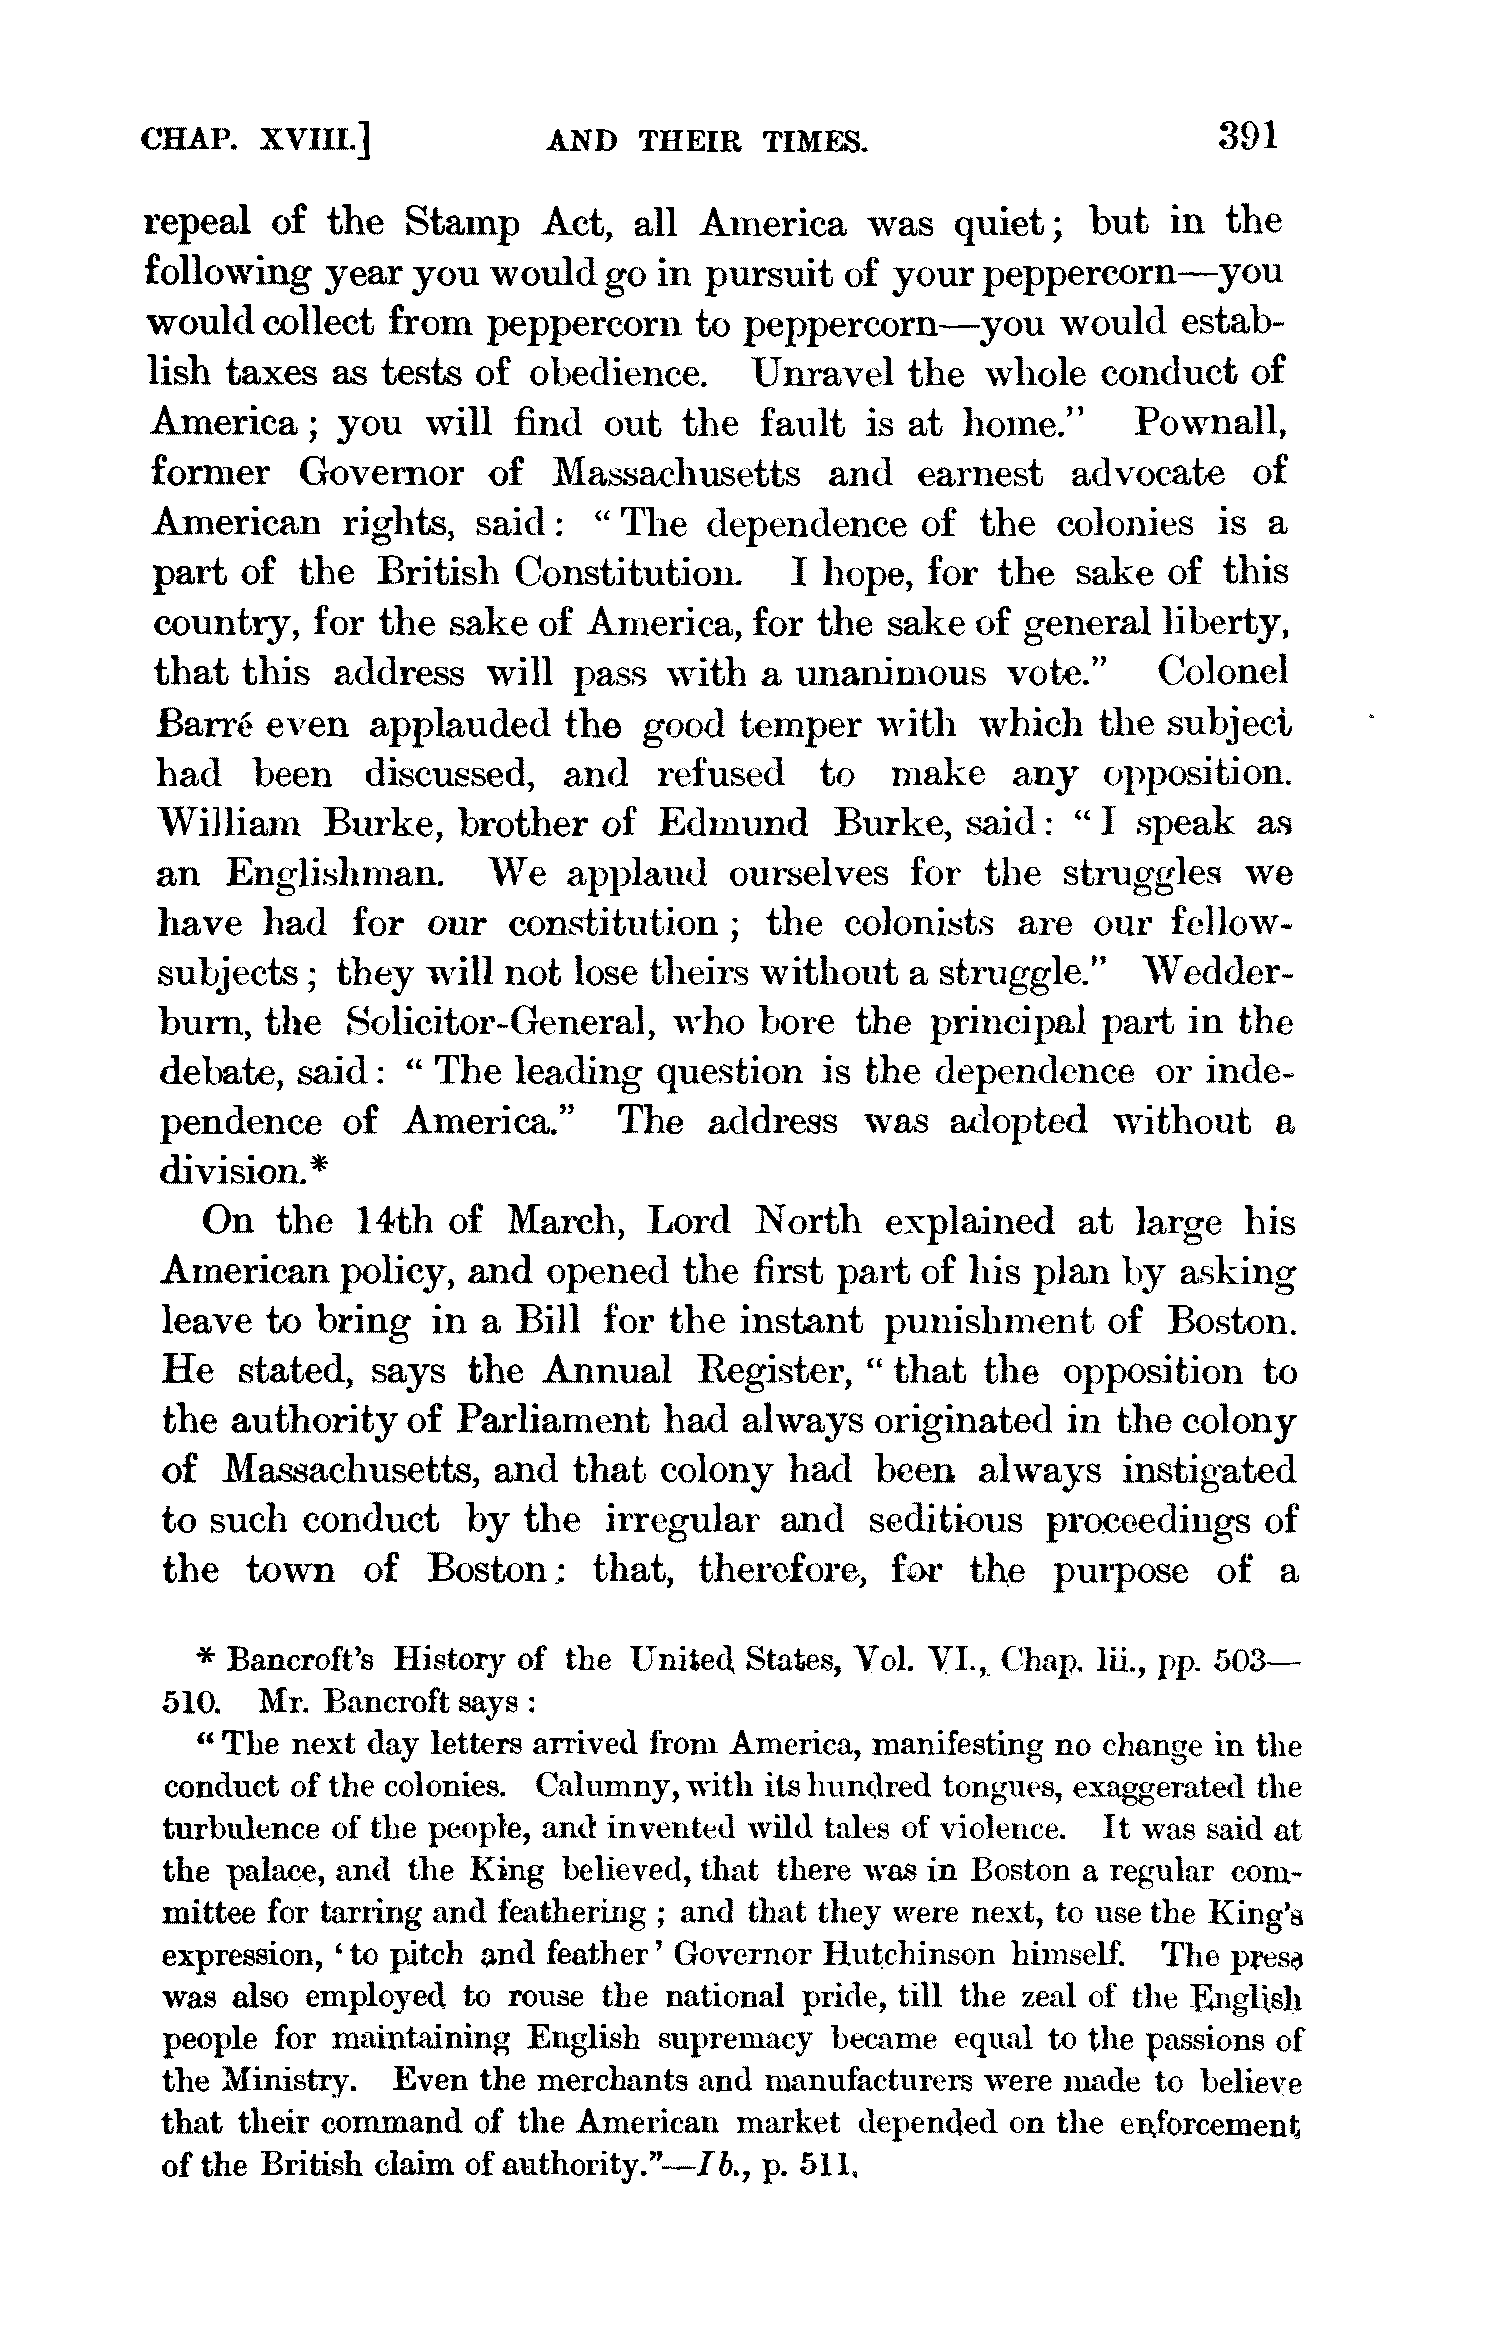 CHAP. XVIII.] AND THEIR TIMES. 391
repeal of the Stamp Act, all America was quiet; but in the
following year you would go in pursuit of your peppercorn—you
would collect from peppercorn to peppercorn—you would estab-
lish taxes as tests of obedience. Unravel the whole conduct of
America; you will find out the fault is at home." Pownall,
former Governor of Massachusetts and earnest advocate of
American rights, said: "The dependence of the colonies is a
part of the British Constitution. I hope, for the sake of this
country, for the sake of America, for the sake of general liberty,
that this address will pass with a unanimous vote." Colonel
Barré even applauded the good temper with which the subject
had been discussed, and refused to make any opposition.
William Burke, brother of Edmund Burke, said: "I speak as
an Englishman. We applaud ourselves for the struggles we
have had for our constitution; the colonists are our fellow-
subjects; they will not lose theirs without a struggle." Wedder-
burn, the Solicitor-General, who bore the principal part in the
debate, said: "The leading question is the dependence or inde-
pendence of America." The address was adopted without a
division.*
On the 14th of March, Lord North explained at large his
American policy, and opened the first part of his plan by asking
leave to bring in a Bill for the instant punishment of Boston.
He stated, says the Annual Register, "that the opposition to
the authority of Parliament had always originated in the colony
of Massachusetts, and that colony had been always instigated
to such conduct by the irregular and seditious proceedings of
the town of Boston; that, therefore, for the purpose of a
* Bancroft's History of the United States, Vol. VI., Chap. lii., pp. 503—
510. Mr. Bancroft says:
"The next day letters arrived from America, manifesting no change in the
conduct of the colonies. Calumny, with its hundred tongues, exaggerated the
turbulence of the people, and invented wild tales of violence. It was said at
the palace, and the King believed, that there was in Boston a regular com-
mittee for tarring and feathering; and that they were next, to use the King's
expression, 'to pitch and feather' Governor Hutchinson himself. The press
was also employed to rouse the national pride, till the zeal of the English
people for maintaining English supremacy became equal to the passions of
the Ministry. Even the merchants and manufacturers were made to believe
that their command of the American market depended on the enforcement
of the British claim of authority."—Ib., p. 511.